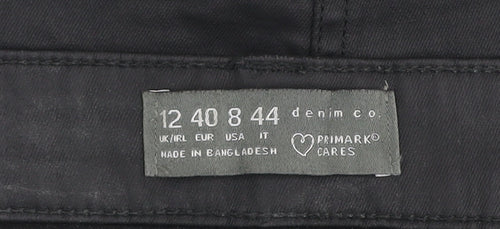 12 40 8 44 denim co.
UK/IRL EUR USA IT PRIMARK©
MADE IN BANGLADESH CARES